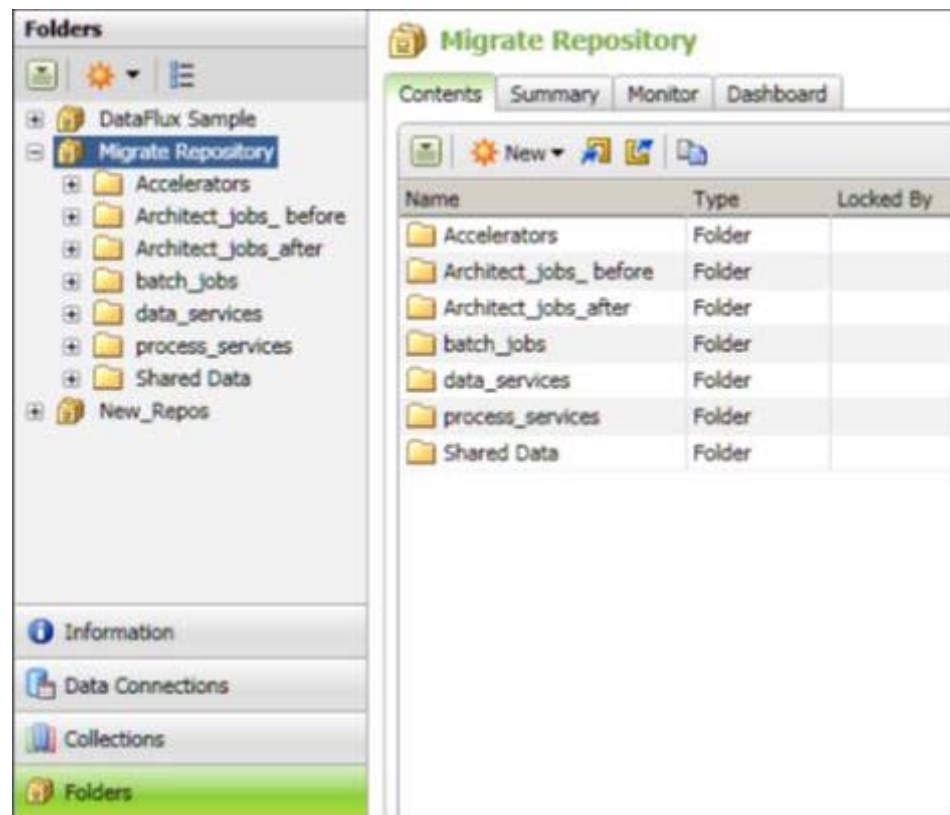 Folders
DataFlux Sample
Migrate Repository
Accelerators
Architect_jobs_ before
Architect_jobs_after
batch_jobs
data_services
process_services
Shared Data
New_Repos
Information
Data Connections
Collections
Folders
Migrate Repository
Contents Summary Monitor Dashboard
New
Name Type Locked By
Accelerators Folder
Architect_jobs_ before Folder
Architect_jobs_after Folder
batch_jobs Folder
data_services Folder
process_services Folder
Shared Data Folder